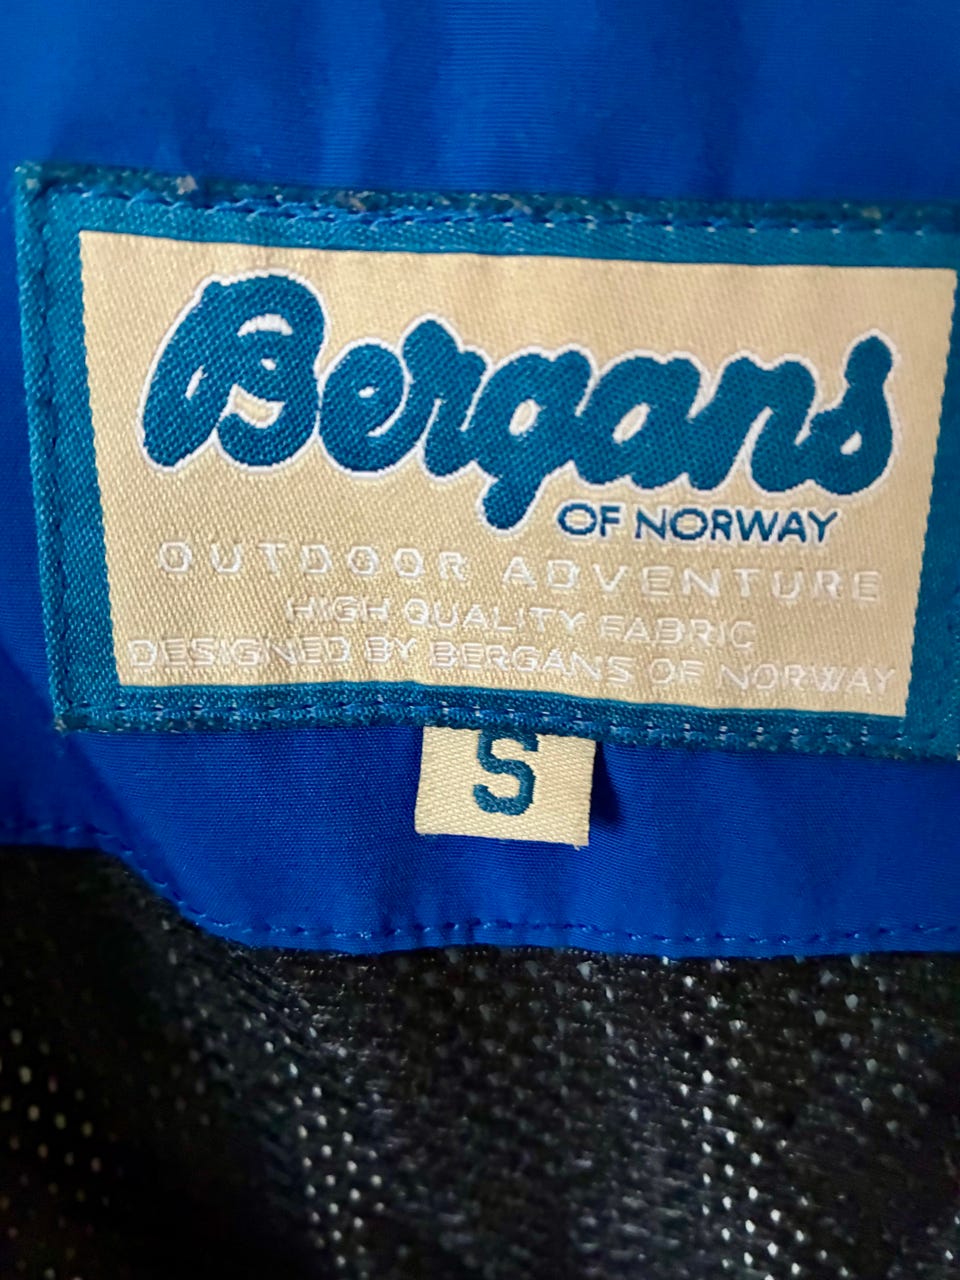 Bergans
OF NORWAY
OUTDOOR ADVENTURE
HIGH QUALITY FABRIC
DESIGNED BY BERGANS OF NORWAY
S